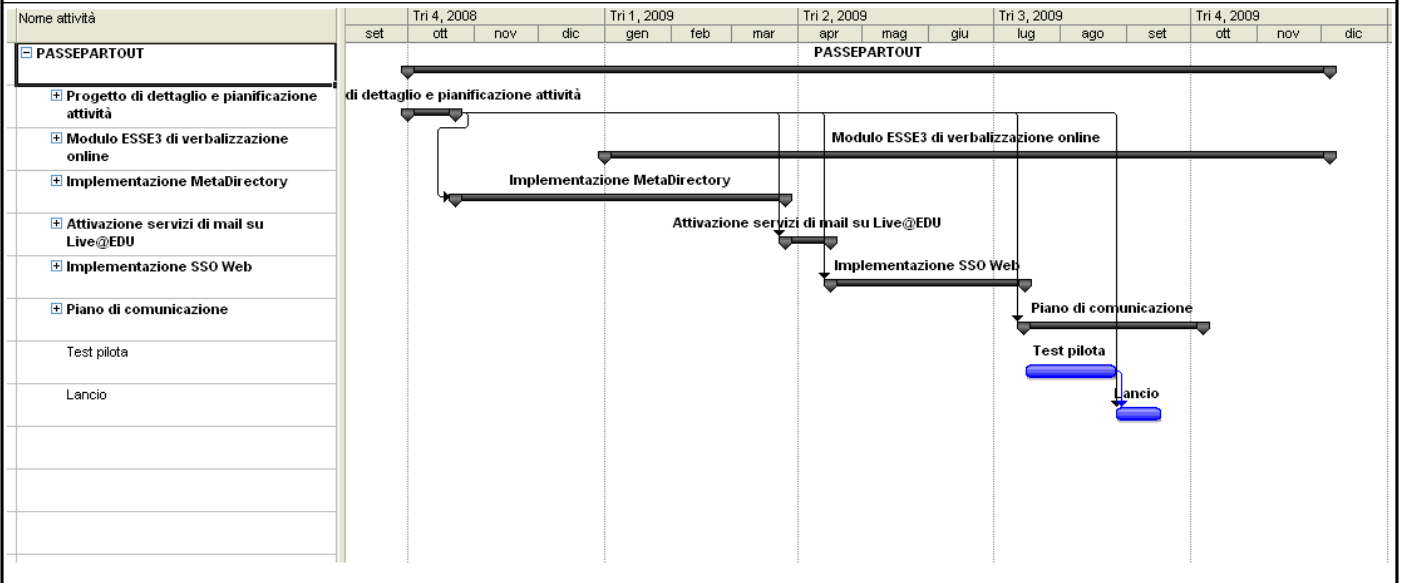 Nome attività
Tri 4, 2008 Tri 1, 2009 Tri 2, 2009 Tri 3, 2009 Tri 4, 2009
set ott nov dic gen feb mar apr mag giu lug ago set ott nov dic
PASSEPARTOUT
PASSEPARTOUT
Progetto di dettaglio e pianificazione
attività
di dettaglio e pianificazione attività
Modulo ESSE3 di verbalizzazione
online
Modulo ESSE3 di verbalizzazione online
Implementazione MetaDirectory
Implementazione MetaDirectory
Attivazione servizi di mail su
Live@EDU
Attivazione servizi di mail su Live@EDU
Implementazione SSO Web
Implementazione SSO Web
Piano di comunicazione
Piano di comunicazione
Test pilota
Test pilota
Lancio
Lancio